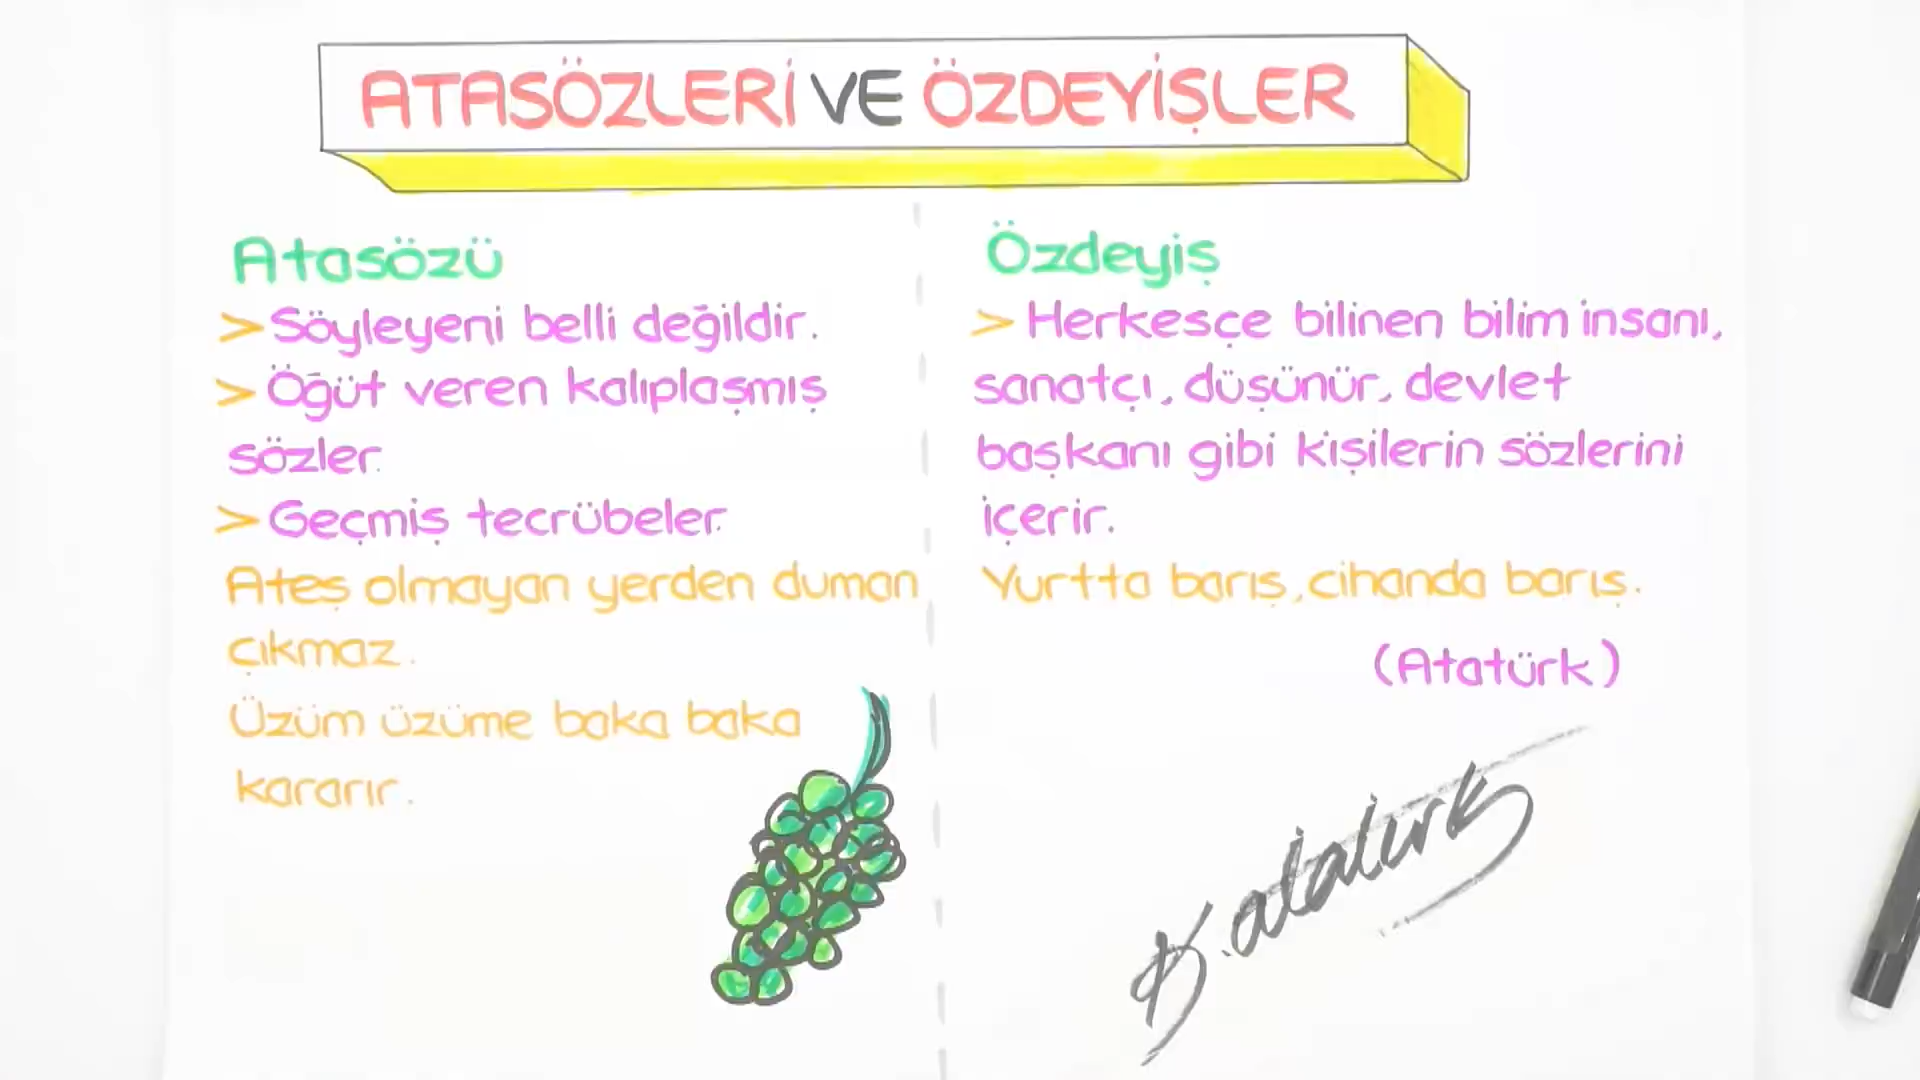 ATASÖZLERİ VE ÖZDEYİŞLER
Atasözü
> Söyleyeni belli değildir.
> Öğüt veren kalıplaşmış
sözler.
> Geçmiş tecrübeler.
Ateş olmayan yerden duman
çıkmaz.
Üzüm üzüme baka baka
kararır.
Özdeyiş
> Herkesçe bilinen bilim insanı,
sanatçı, düşünür, devlet
başkanı gibi kişilerin sözlerini
içerir.
Yurtta barış, cihanda barış.
(Atatürk)
K. Atatürk